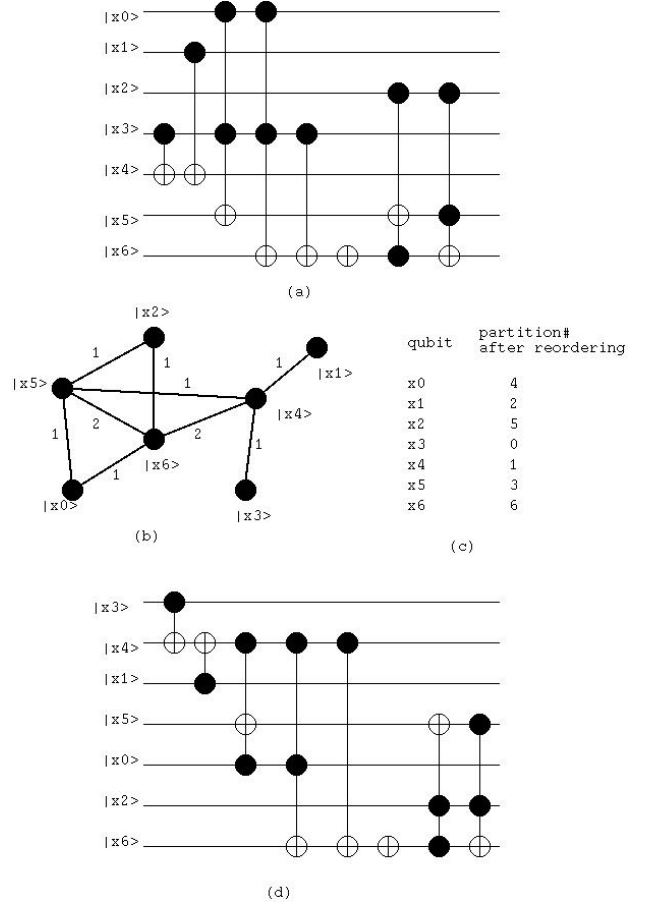 |x0>
|x1>
|x2>
|x3>
|x4>
|x5>
|x6>
(a)
|x2>
1
1
|x5>
1
1
|x1>
|x4>
1
2
2
1
|x6>
1
|x0>
|x3>
(b)
qubit partition#
after reordering
x0 4
x1 2
x2 5
x3 0
x4 1
x5 3
x6 6
(c)
|x3>
|x4>
|x1>
|x5>
|x0>
|x2>
|x6>
(d)